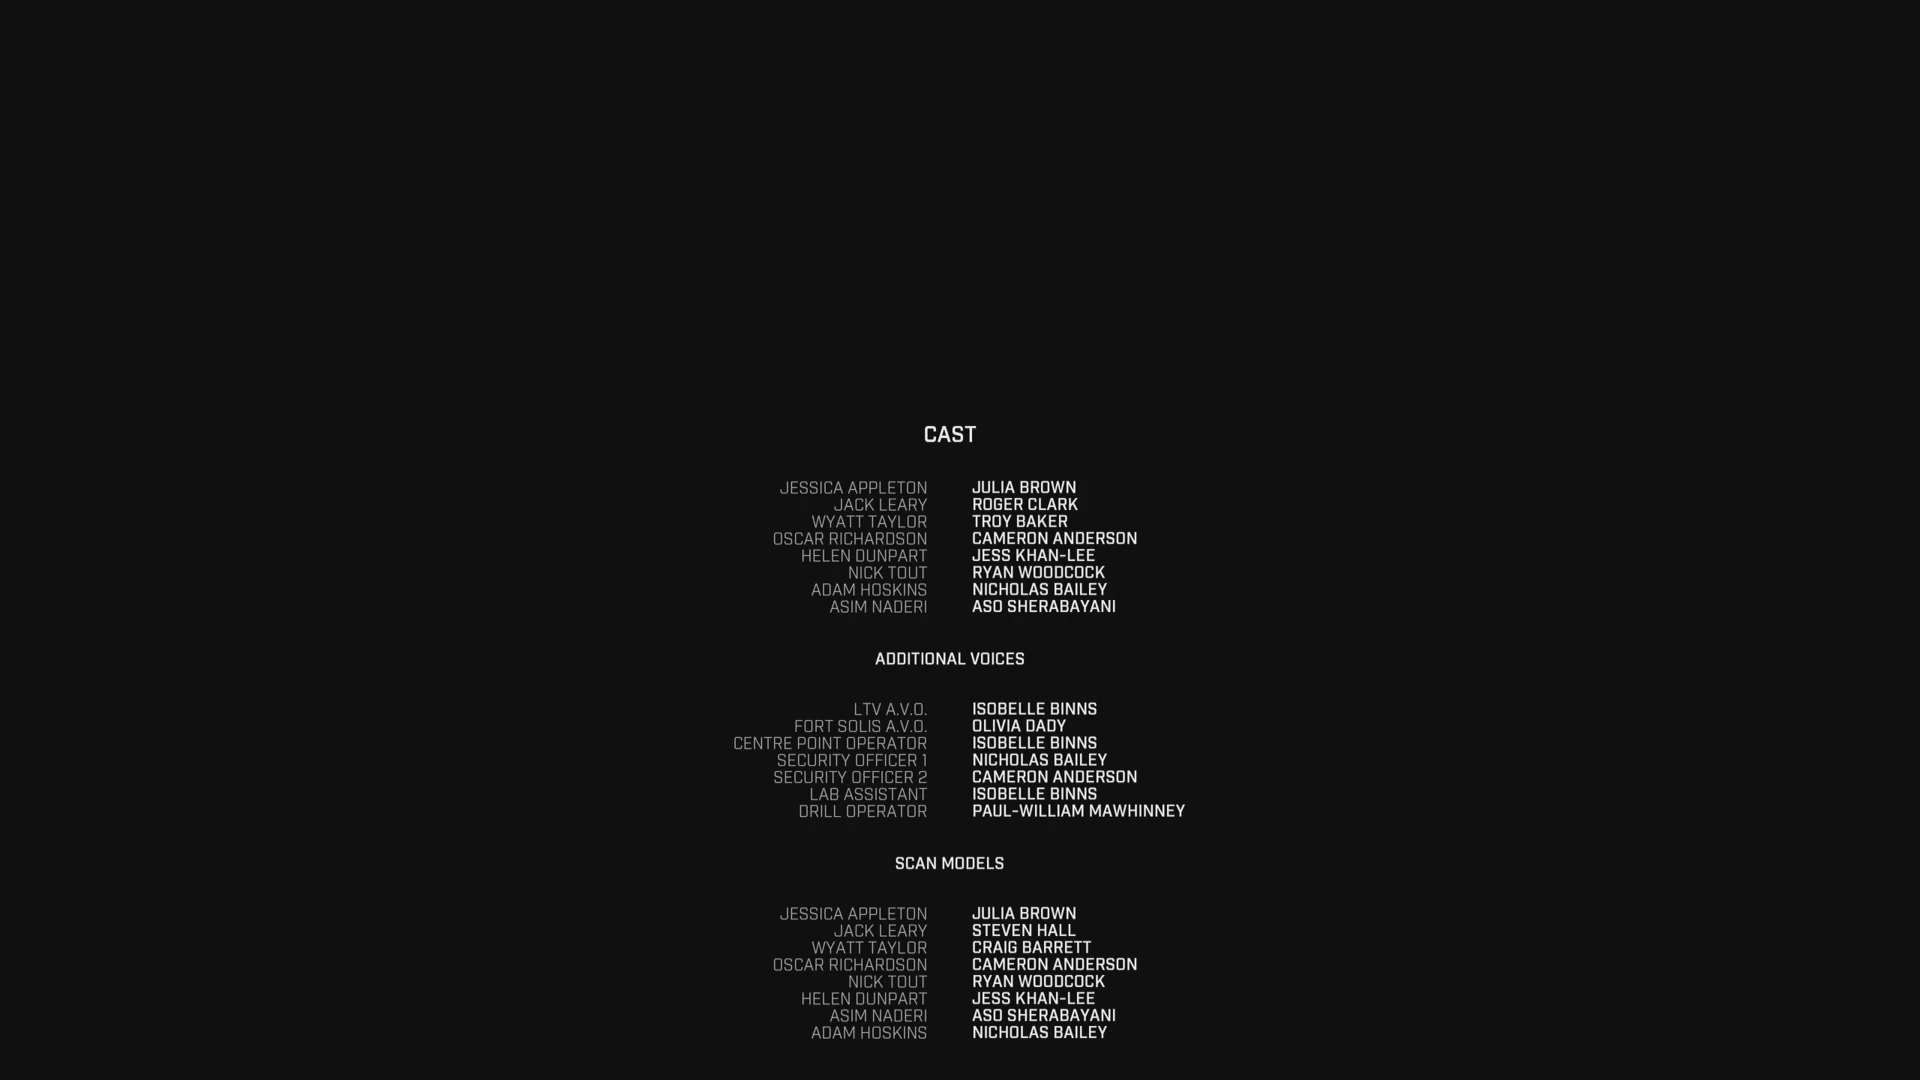 CAST
JESSICA APPLETON JULIA BROWN
JACK LEARY ROGER CLARK
WYATT TAYLOR TROY BAKER
OSCAR RICHARDSON CAMERON ANDERSON
HELEN DUNPART JESS KHAN-LEE
NICK TOUT RYAN WOODCOCK
ADAM HOSKINS NICHOLAS BAILEY
ASIM NADERI ASO SHERABAYANI
ADDITIONAL VOICES
LTV A.V.O. ISOBELLE BINNS
FORT SOLIS A.V.O. OLIVIA DADY
CENTRE POINT OPERATOR ISOBELLE BINNS
SECURITY OFFICER 1 NICHOLAS BAILEY
SECURITY OFFICER 2 CAMERON ANDERSON
LAB ASSISTANT ISOBELLE BINNS
DRILL OPERATOR PAUL-WILLIAM MAWHINNEY
SCAN MODELS
JESSICA APPLETON JULIA BROWN
JACK LEARY STEVEN HALL
WYATT TAYLOR CRAIG BARRETT
OSCAR RICHARDSON CAMERON ANDERSON
NICK TOUT RYAN WOODCOCK
HELEN DUNPART JESS KHAN-LEE
ASIM NADERI ASO SHERABAYANI
ADAM HOSKINS NICHOLAS BAILEY